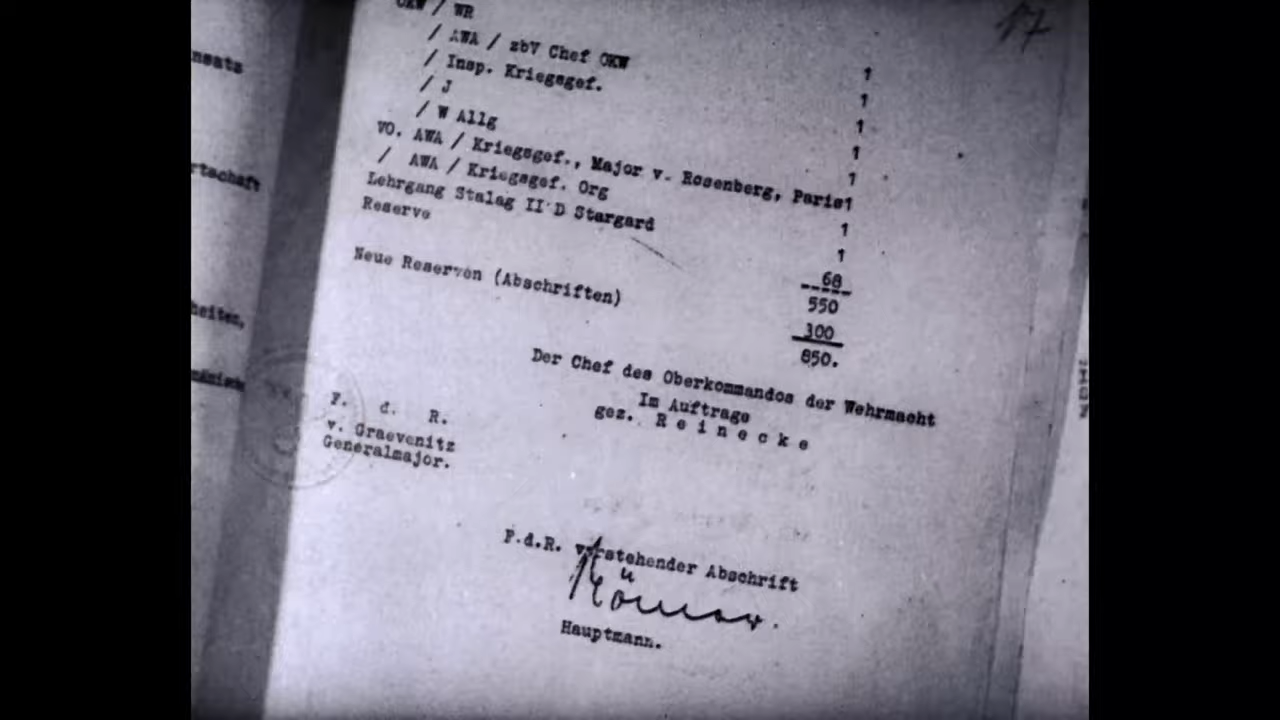 17
OKW / WR 1
/ AWA / zbV Chef OKW 1
/ Insp. Kriegsgef. 1
/ J 1
/ W Allg 1
VO. AWA / Kriegsgef., Major v. Rosenberg, Paris 1
/ AWA / Kriegsgef. Org 1
Lehrgang Stalag II D Stargard 1
Reserve 68
550
Neue Reserven (Abschriften) 300
850.
Der Chef des Oberkommandos der Wehrmacht
Im Auftrage
gez. Reinecke
F. d. R.
v. Graevenitz
Generalmajor.
F.d.R. vorstehender Abschrift
Hauptmann.